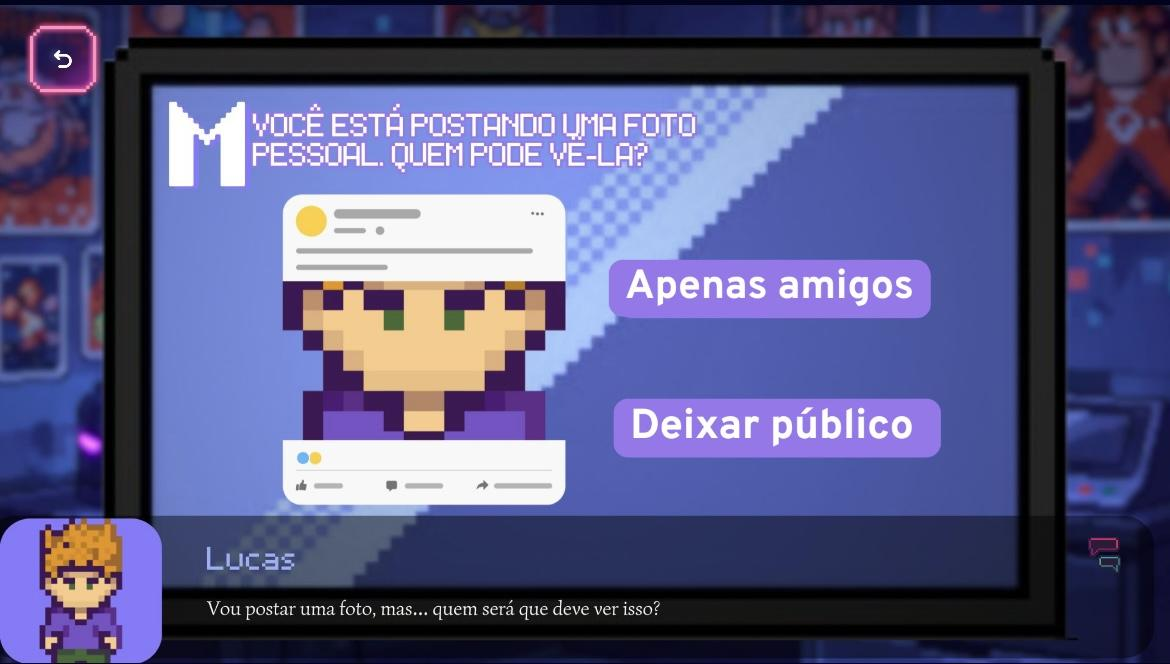 M
VOCÊ ESTÁ POSTANDO UMA FOTO
PESSOAL. QUEM PODE VÊ-LA?
Apenas amigos
Deixar público
Lucas
Vou postar uma foto, mas... quem será que deve ver isso?